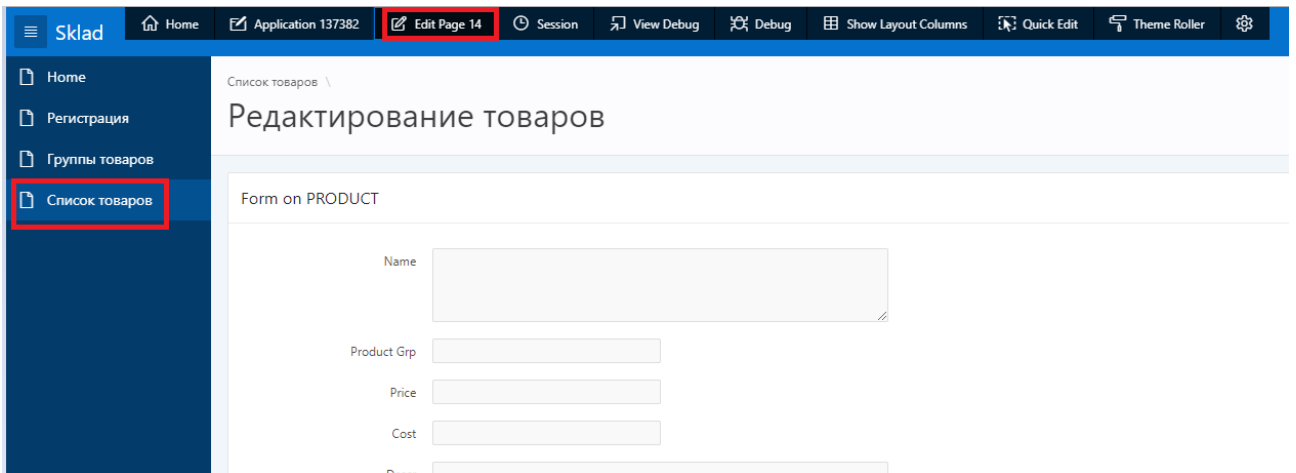 Sklad
Home
Application 137382
Edit Page 14
Session
View Debug
Debug
Show Layout Columns
Quick Edit
Theme Roller
Home
Регистрация
Группы товаров
Список товаров
Список товаров \
Редактирование товаров
Form on PRODUCT
Name
Product Grp
Price
Cost